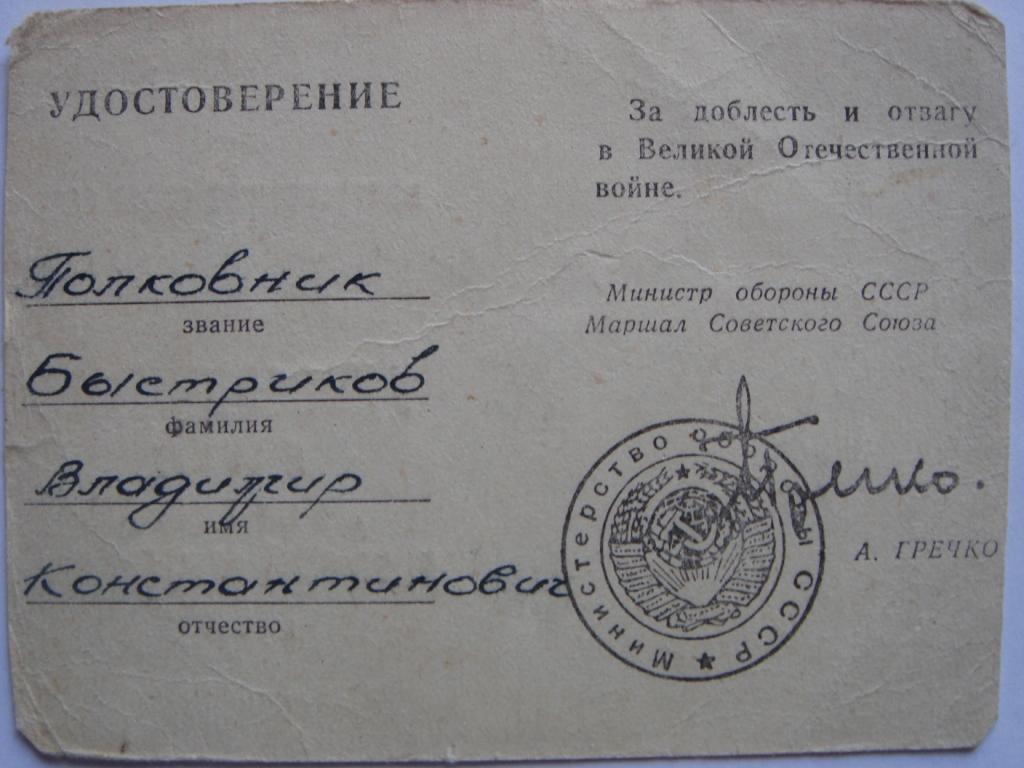 УДОСТОВЕРЕНИЕ
Полковник
звание
Быстриков
фамилия
Владимир
имя
Константинович
отчество
За доблесть и отвагу
в Великой Отечественной
войне.
Министр обороны СССР
Маршал Советского Союза
Министерство обороны СССР
А. ГРЕЧКО